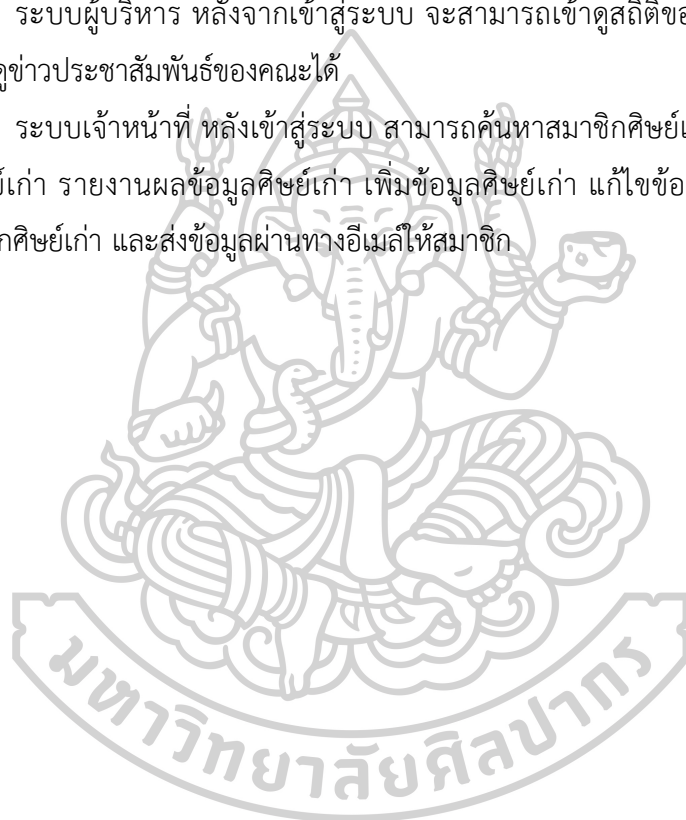 ระบบผู้บริหาร หลังจากเข้าสู่ระบบ จะสามารถเข้าดูสถิติขอ
ดูข่าวประชาสัมพันธ์ของคณะได้
ระบบเจ้าหน้าที่ หลังเข้าสู่ระบบ สามารถค้นหาสมาชิกศิษย์เ
ย์เก่า รายงานผลข้อมูลศิษย์เก่า เพิ่มข้อมูลศิษย์เก่า แก้ไขข้อ
กศิษย์เก่า และส่งข้อมูลผ่านทางอีเมล์ให้สมาชิก
มหาวิทยาลัยศิลปากร